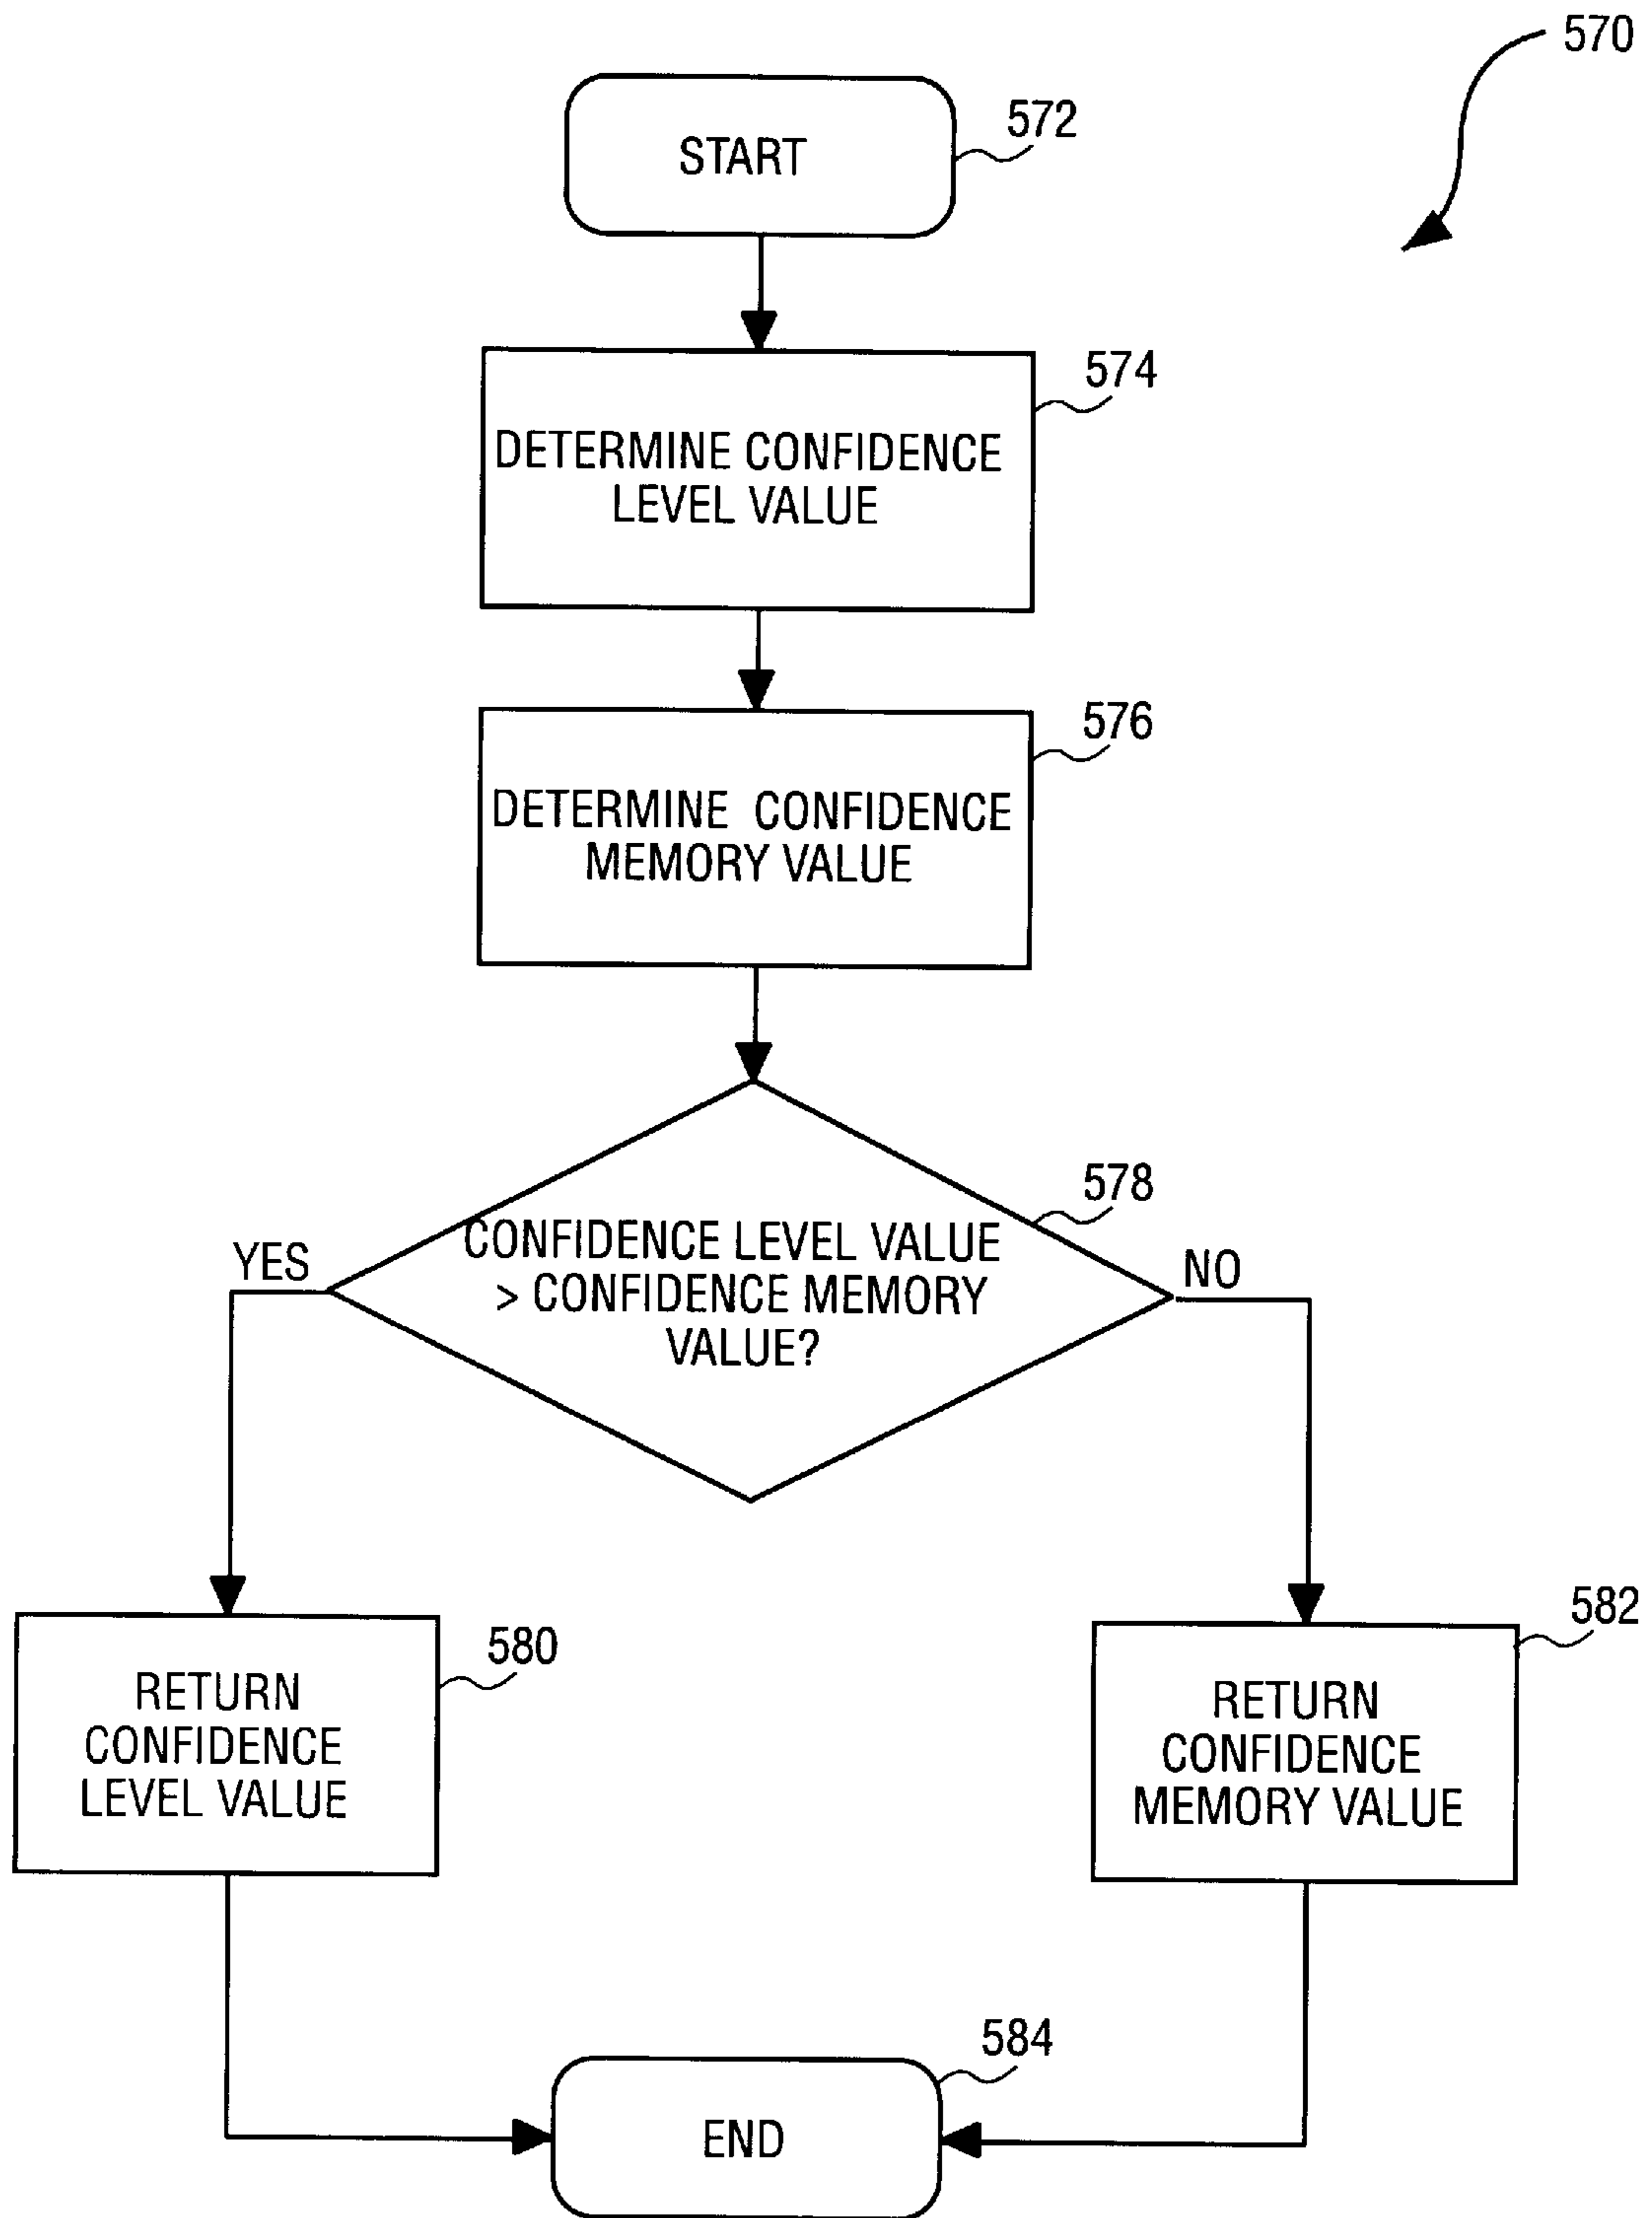 570
START
572
574
DETERMINE CONFIDENCE
LEVEL VALUE
576
DETERMINE CONFIDENCE
MEMORY VALUE
578
CONFIDENCE LEVEL VALUE
> CONFIDENCE MEMORY
VALUE?
YES
NO
580
RETURN
CONFIDENCE
LEVEL VALUE
582
RETURN
CONFIDENCE
MEMORY VALUE
584
END